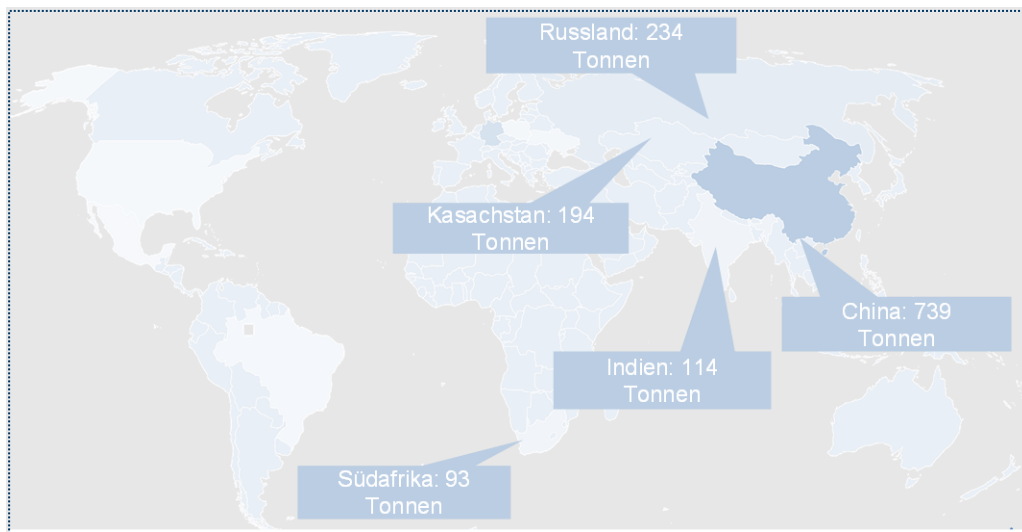 Russland: 234
Tonnen
Kasachstan: 194
Tonnen
China: 739
Tonnen
Indien: 114
Tonnen
Südafrika: 93
Tonnen